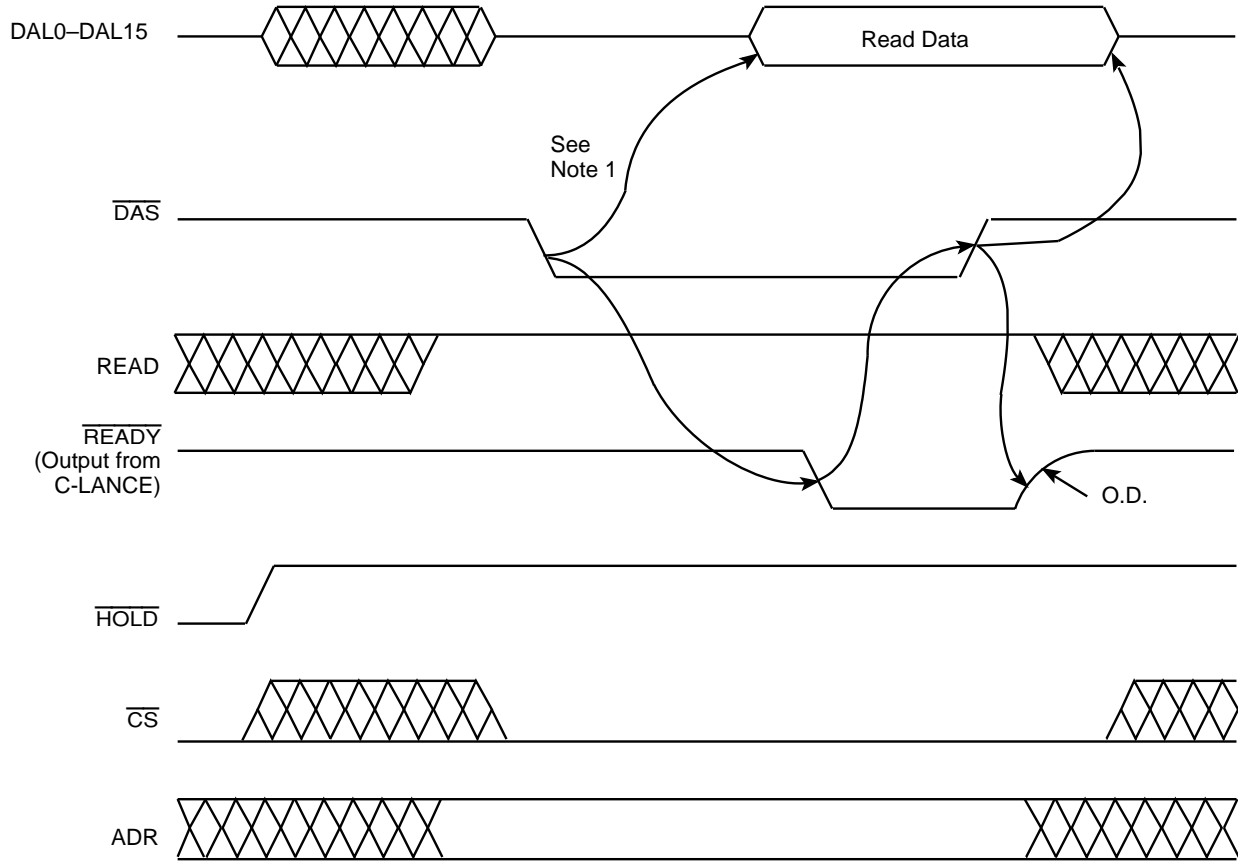 DAL0–DAL15
Read Data
See
Note 1
DAS
READ
READY
(Output from
C-LANCE)
O.D.
HOLD
CS
ADR